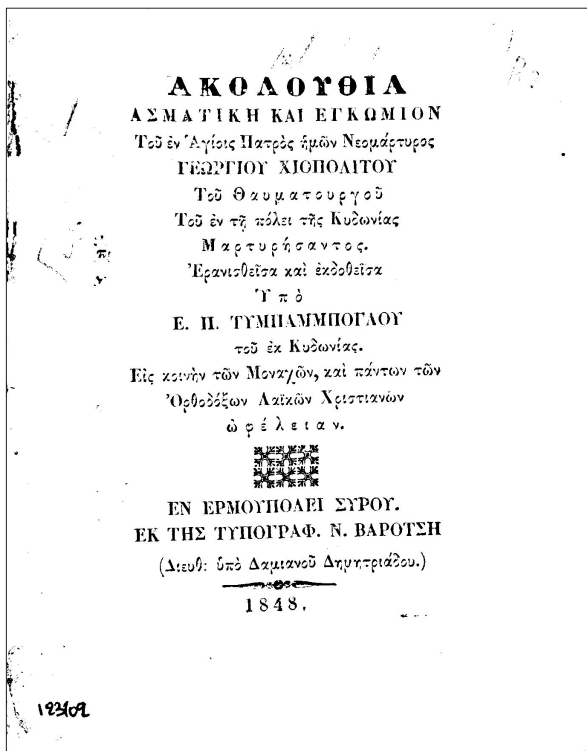 ΑΚΟΛΟΥΘΙΑ
ΑΣΜΑΤΙΚΗ ΚΑΙ ΕΓΚΩΜΙΟΝ
Τοῦ ἐν Ἁγίοις Πατρὸς ἡμῶν Νεομάρτυρος
ΓΕΩΡΓΙΟΥ ΧΙΟΠΟΛΙΤΟΥ
Τοῦ Θαυματουργοῦ
Τοῦ ἐν τῇ πόλει τῆς Κυδωνίας
Μαρτυρήσαντος.
Ἐρανισθεῖσα καὶ ἐκδοθεῖσα
Ὑπὸ
Ε. Π. ΤΥΜΠΑΜΜΠΟΓΛΟΥ
τοῦ ἐκ Κυδωνίας.
Εἰς κοινὴν τῶν Μοναχῶν, καὶ πάντων τῶν
Ὀρθοδόξων Λαϊκῶν Χριστιανῶν
ὠφέλειαν.
ΕΝ ΕΡΜΟΥΠΟΛΕΙ ΣΥΡΟΥ.
ΕΚ ΤΗΣ ΤΥΠΟΓΡΑΦ. Ν. ΒΑΡΟΤΣΗ
(Διευθ: ὑπὸ Δαμιανοῦ Δημητριάδου.)
1848.